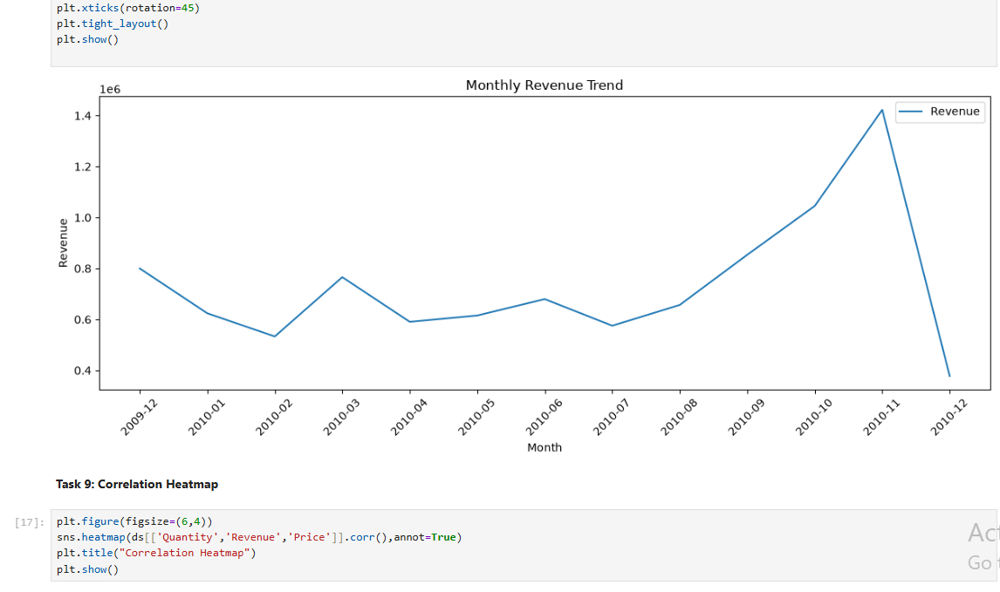 plt.xticks(rotation=45)
plt.tight_layout()
plt.show()
Monthly Revenue Trend
1e6
Revenue
1.4
1.2
1.0
0.8
0.6
0.4
Revenue
2009-12 2010-01 2010-02 2010-03 2010-04 2010-05 2010-06 2010-07 2010-08 2010-09 2010-10 2010-11 2010-12
Month
Task 9: Correlation Heatmap
[17]:
plt.figure(figsize=(6,4))
sns.heatmap(ds[['Quantity','Revenue','Price']].corr(),annot=True)
plt.title("Correlation Heatmap")
plt.show()
Act
Go t